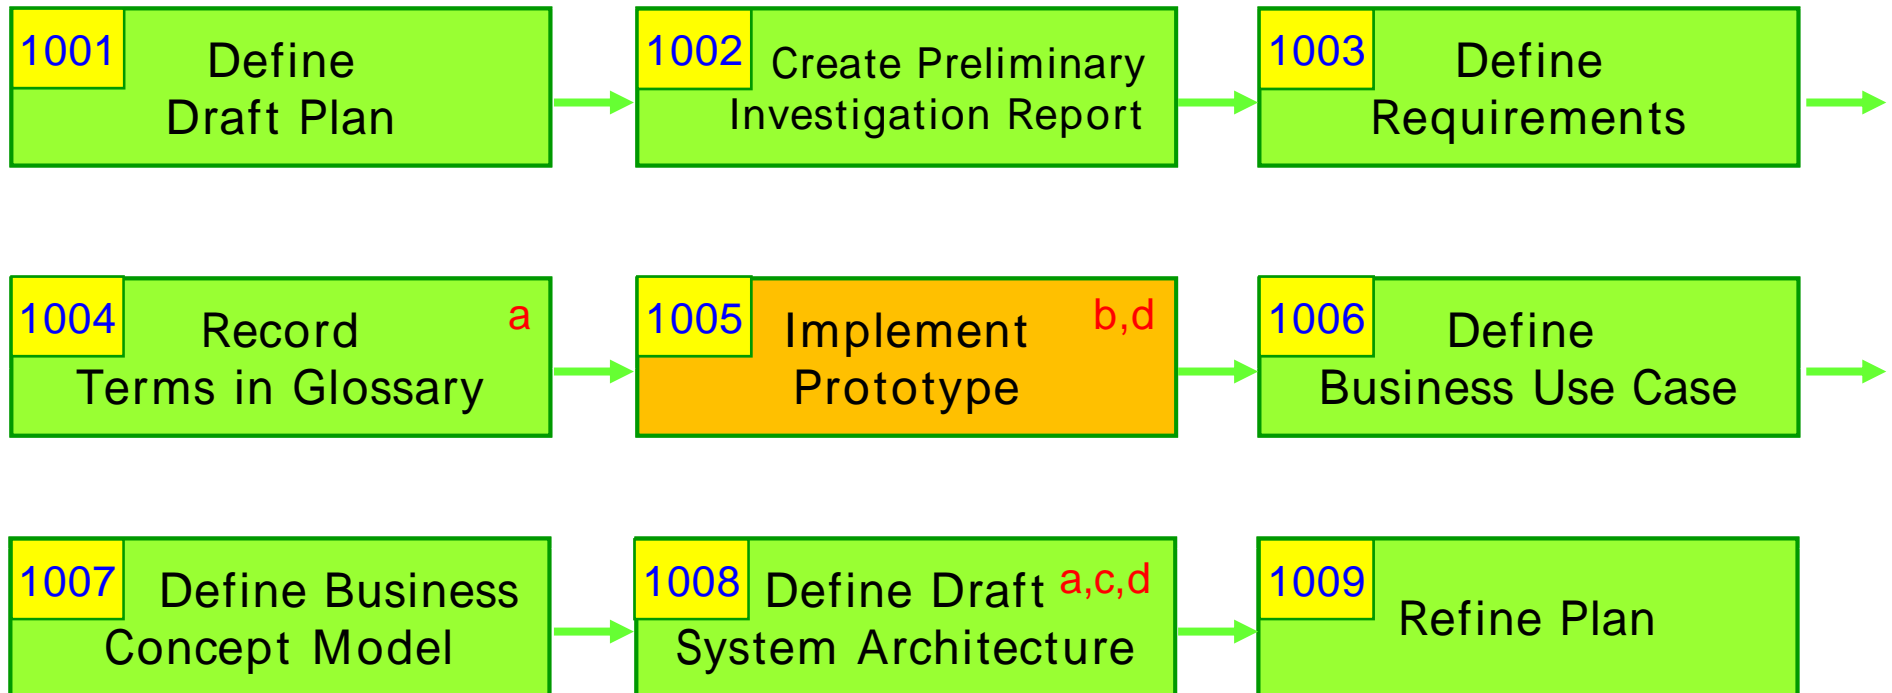 1001
Define
Draft Plan
1002
Create Preliminary
Investigation Report
1003
Define
Requirements
1004
Record
a
Terms in Glossary
1005
Implement
b,d
Prototype
1006
Define
Business Use Case
1007
Define Business
Concept Model
1008
Define Draft
a,c,d
System Architecture
1009
Refine Plan